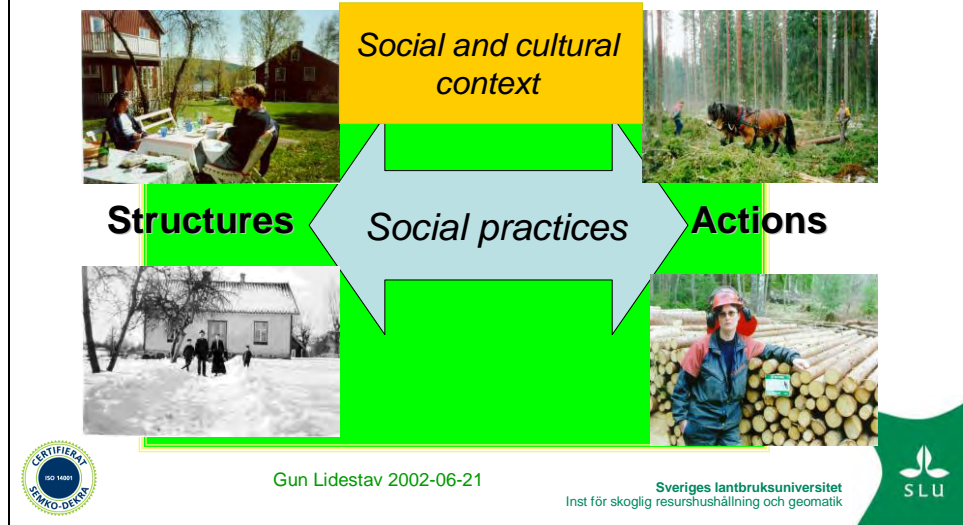 Social and cultural
context
Structures
Social practices
Actions
CERTIFIERAT
ISO 14001
SEMKO-DEKRA
Gun Lidestav 2002-06-21
Sveriges lantbruksuniversitet
Inst för skoglig resurshushållning och geomatik
SLU